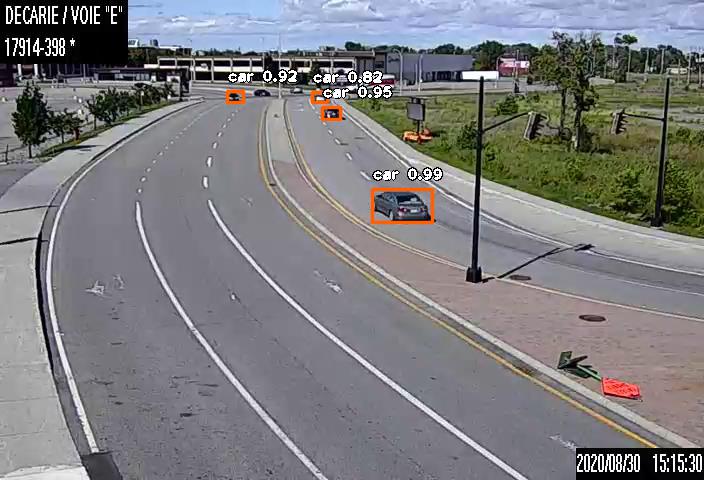 DECARIE / VOIE "E"
17914-398 *
car 0.92
car 0.82
car 0.95
car 0.99
2020/08/30 15:15:30